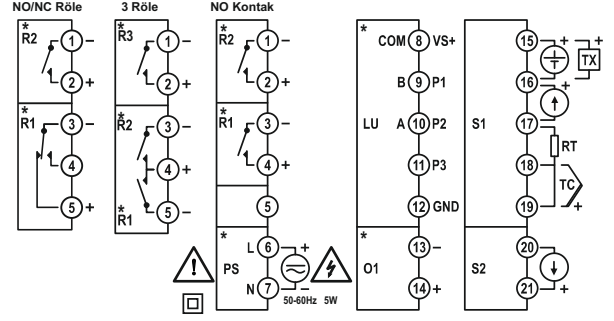 NO/NC Röle
3 Röle
NO Kontak
*
R2
1 –
2 +
*
R1
3 –
4
5 +
*
R3
1 –
2 +
*
R2
3 –
4 +
5 –
*
R1
*
R2
1 –
2 +
*
R1
3 –
4 +
5
*
PS
L 6 +
N 7 –
50-60Hz 5W
*
LU
COM 8 VS+
B 9 P1
A 10 P2
11 P3
12 GND
*
O1
13 –
14 +
S1
15 – +
TX
16 – +
17
RT
18 –
TC
19 +
S2
20 –
21 +